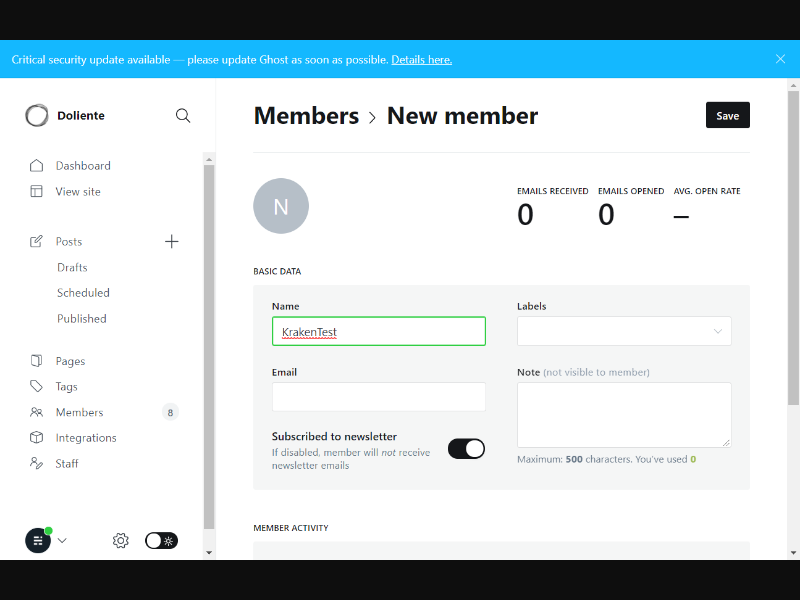 Critical security update available — please update Ghost as soon as possible. Details here.
Doliente
Members > New member
Save
Dashboard
View site
Posts
Drafts
Scheduled
Published
Pages
Tags
Members 8
Integrations
Staff
N
EMAILS RECEIVED EMAILS OPENED AVG. OPEN RATE
0 0 –
BASIC DATA
Name
KrakenTest
Email
Subscribed to newsletter
If disabled, member will not receive
newsletter emails
Labels
Note (not visible to member)
Maximum: 500 characters. You've used 0
MEMBER ACTIVITY